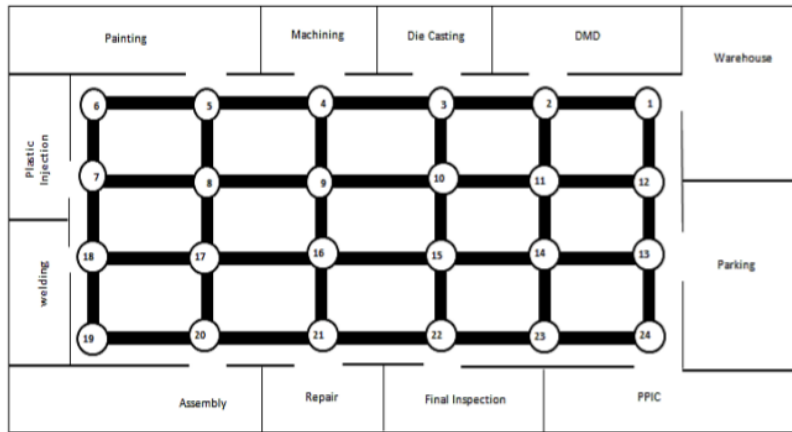 Painting
Machining
Die Casting
DMD
Warehouse
6 5 4 3 2 1
Plastic
Injection
7 8 9 10 11 12
18 17 16 15 14 13
welding
Parking
19 20 21 22 23 24
Assembly
Repair
Final Inspection
PPIC